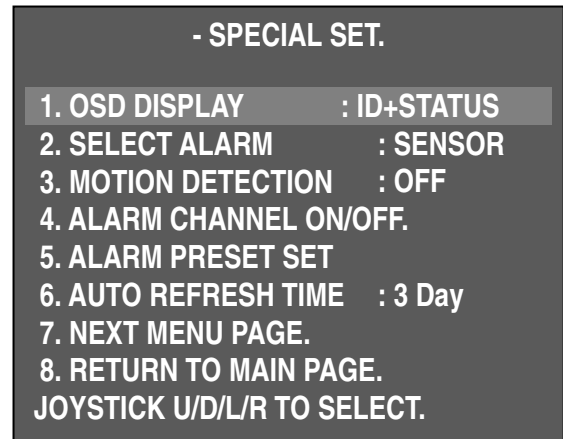 - SPECIAL SET.
1. OSD DISPLAY : ID+STATUS
2. SELECT ALARM : SENSOR
3. MOTION DETECTION : OFF
4. ALARM CHANNEL ON/OFF.
5. ALARM PRESET SET
6. AUTO REFRESH TIME : 3 Day
7. NEXT MENU PAGE.
8. RETURN TO MAIN PAGE.
JOYSTICK U/D/L/R TO SELECT.